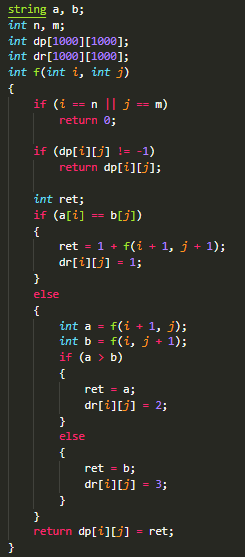 string a, b;
int n, m;
int dp[1000][1000];
int dr[1000][1000];
int f(int i, int j)
{
    if (i == n || j == m)
        return 0;

    if (dp[i][j] != -1)
        return dp[i][j];

    int ret;
    if (a[i] == b[j])
    {
        ret = 1 + f(i + 1, j + 1);
        dr[i][j] = 1;
    }
    else
    {
        int a = f(i + 1, j);
        int b = f(i, j + 1);
        if (a > b)
        {
            ret = a;
            dr[i][j] = 2;
        }
        else
        {
            ret = b;
            dr[i][j] = 3;
        }
    }
    return dp[i][j] = ret;
}